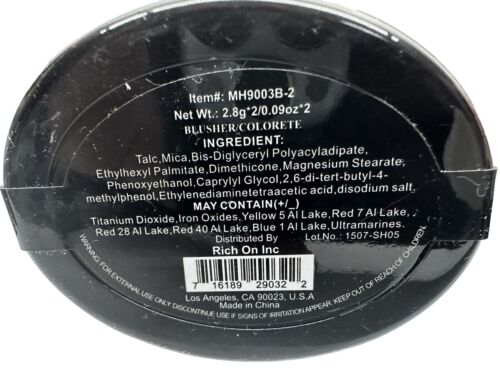 Item#: MH9003B-2
Net Wt.: 2.8g*2/0.09oz*2
BLUSHER/COLORETE
INGREDIENT:
Talc,Mica,Bis-Diglyceryl Polyacyladipate,
Ethylhexyl Palmitate, Dimethicone, Magnesium Stearate,
Phenoxyethanol, Caprylyl Glycol, 2,6-di-tert-butyl-4-
methylphenol, Ethylenediaminetetraacetic acid, disodium salt.
MAY CONTAIN(+/_)
Titanium Dioxide, Iron Oxides, Yellow 5 Al Lake, Red 7 Al Lake,
Red 28 Al Lake, Red 40 Al Lake, Blue 1 Al Lake, Ultramarines.
Distributed By Lot No.: 1507-SH05
Rich On Inc
7 16189 29032 2
Los Angeles, CA 90023, U.S.A
Made in China
FOR EXTERNAL USE ONLY. DISCONTINUE USE IF SIGNS OF IRRITATION APPEAR. KEEP OUT OF REACH OF CHILDREN.